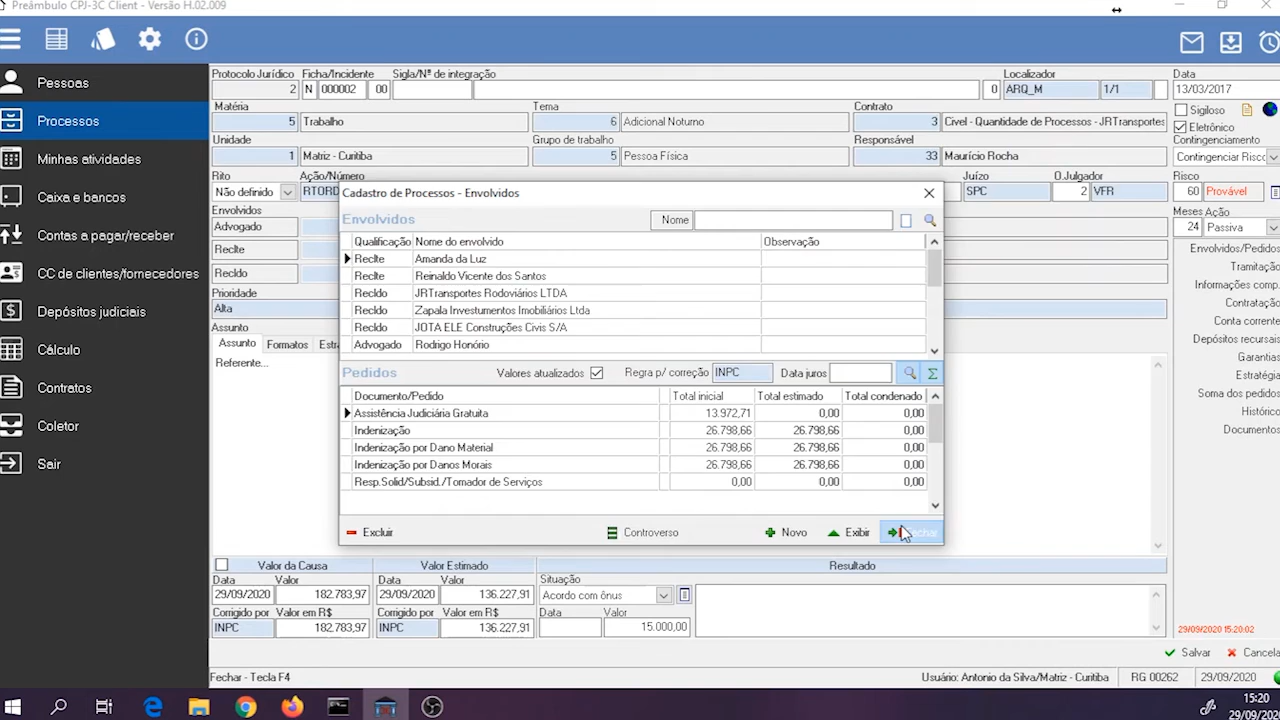 Preâmbulo CPJ-3C Client - Versão H.02.009
Pessoas
Processos
Minhas atividades
Caixa e bancos
Contas a pagar/receber
CC de clientes/fornecedores
Depósitos judiciais
Cálculo
Contratos
Coletor
Sair
Protocolo Jurídico Ficha/Incidente Sigla/Nº de integração Localizador Data
2 N 000002 00 0 ARQ_M 1/1 13/03/2017
Matéria Tema Contrato Sigiloso
5 Trabalho 6 Adicional Noturno 3 Civel - Quantidade de Processos - JRTransportes Eletrônico
Unidade Grupo de trabalho Responsável Contingenciamento
1 Matriz - Curitiba 5 Pessoa Física 33 Maurício Rocha Contingenciar Risco
Rito Ação/Número Juízo O.Julgador Risco
Não definido RTORD SPC 2 VFR 60 Provável
Envolvidos Meses Ação
Advogado 24 Passiva
Reclte
Recldo
Prioridade
Alta
Assunto
Assunto Formatos
Referente...
Envolvidos/Pedidos
Tramitação
Informações comp.
Contratação
Conta corrente
Depósitos recursais
Garantias
Estratégia
Soma dos pedidos
Histórico
Documentos
Cadastro de Processos - Envolvidos
Envolvidos Nome
Qualificação Nome do envolvido Observação
Reclte Amanda da Luz
Reclte Reinaldo Vicente dos Santos
Recldo JRTransportes Rodoviários LTDA
Recldo Zapala Investumentos Imobiliários Ltda
Recldo JOTA ELE Construções Civis S/A
Advogado Rodrigo Honório
Pedidos Valores atualizados Regra p/ correção INPC Data juros
Documento/Pedido Total inicial Total estimado Total condenado
Assistência Judiciária Gratuita 13.972,71 0,00 0,00
Indenização 26.798,66 26.798,66 0,00
Indenização por Dano Material 26.798,66 26.798,66 0,00
Indenização por Danos Morais 26.798,66 26.798,66 0,00
Resp.Solid/Subsid./Tomador de Serviços 0,00 0,00 0,00
Excluir Controverso Novo Exibir
Valor da Causa Valor Estimado Resultado
Data Valor Data Valor Situação
29/09/2020 182.783,97 29/09/2020 136.227,91 Acordo com ônus
Corrigido por Valor em R$ Corrigido por Valor em R$ Data Valor
INPC 182.783,97 INPC 136.227,91 15.000,00
29/09/2020 15:20:02
Salvar Cancela
Fechar - Tecla F4 Usuário: Antonio da Silva/Matriz - Curitiba RG 00262 29/09/2020
15:20
29/09/202